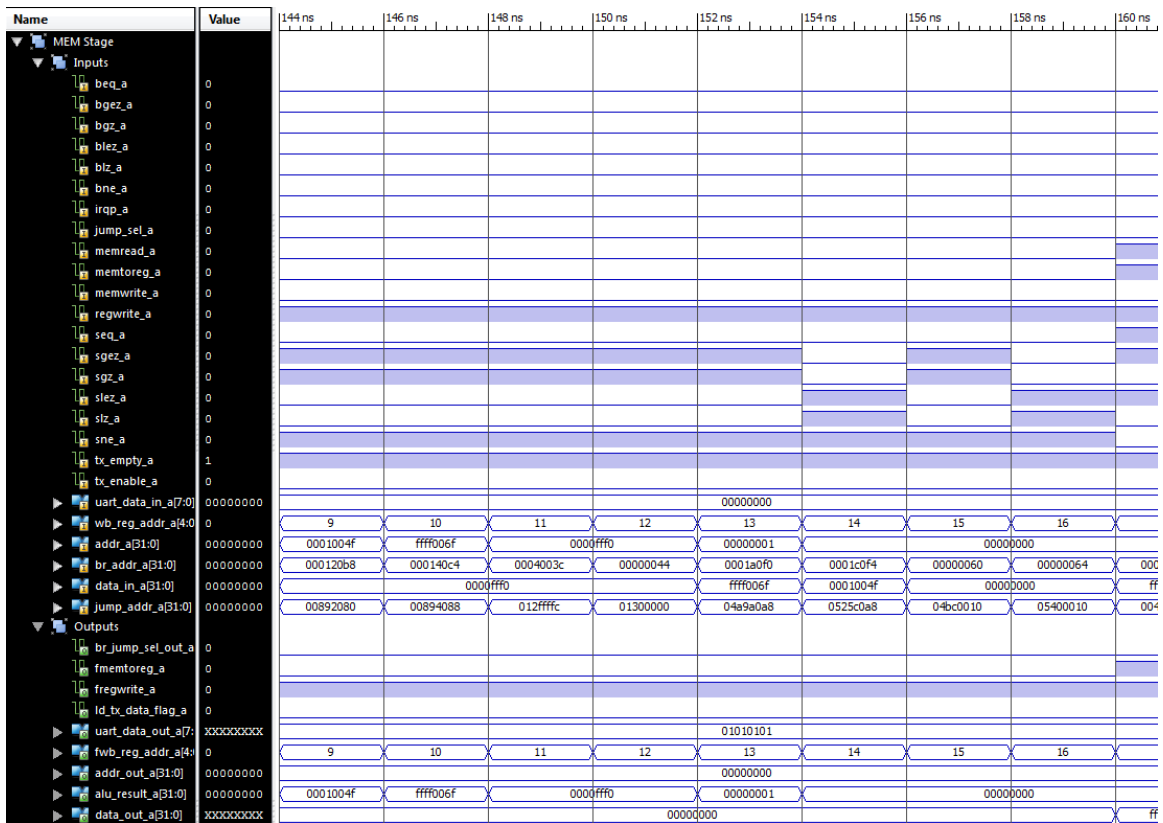 Name Value 144 ns 146 ns 148 ns 150 ns 152 ns 154 ns 156 ns 158 ns 160 ns
MEM Stage
Inputs
beq_a 0
bgez_a 0
bgz_a 0
blez_a 0
blz_a 0
bne_a 0
irqp_a 0
jump_sel_a 0
memread_a 0
memtoreg_a 0
memwrite_a 0
regwrite_a 0
seq_a 0
sgez_a 0
sgz_a 0
slez_a 0
slz_a 0
sne_a 0
tx_empty_a 1
tx_enable_a 0
uart_data_in_a[7:0] 00000000 00000000
wb_reg_addr_a[4:0 0 9 10 11 12 13 14 15 16
addr_a[31:0] 00000000 0001004f ffff006f 0000fff0 00000001 00000000
br_addr_a[31:0] 00000000 000120b8 000140c4 0004003c 00000044 0001a0f0 0001c0f4 00000060 00000064 000
data_in_a[31:0] 00000000 0000fff0 ffff006f 0001004f 00000000 ff
jump_addr_a[31:0] 00000000 00892080 00894088 012ffffc 01300000 04a9a0a8 0525c0a8 04bc0010 05400010 004
Outputs
br_jump_sel_out_a 0
fmemtoreg_a 0
fregwrite_a 0
ld_tx_data_flag_a 0
uart_data_out_a[7: XXXXXXXX 01010101
fwb_reg_addr_a[4: 0 9 10 11 12 13 14 15 16
addr_out_a[31:0] 00000000 00000000
alu_result_a[31:0] 00000000 0001004f ffff006f 0000fff0 00000001 00000000
data_out_a[31:0] XXXXXXXX 00000000 ff